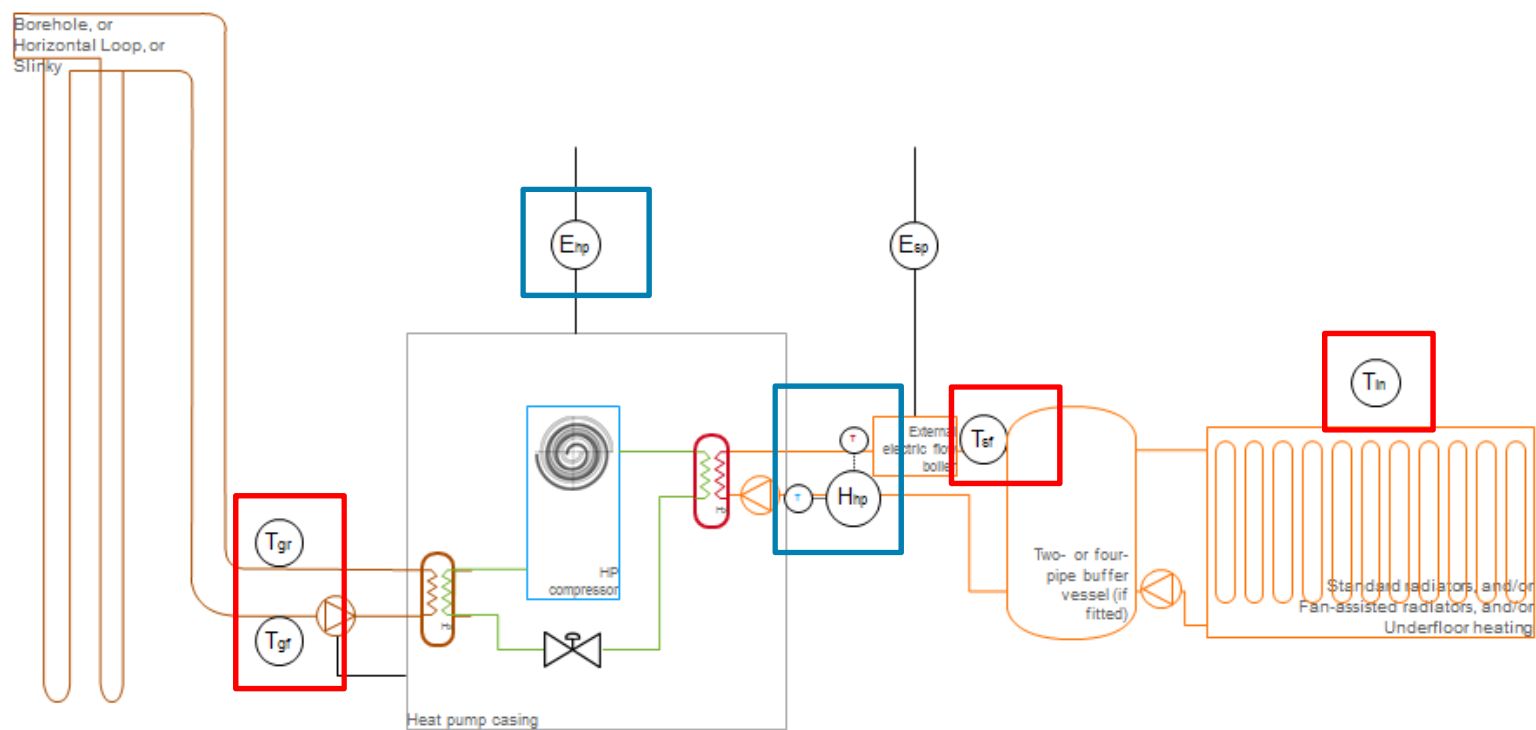 Borehole, or
Horizontal Loop, or
Slinky
Ehp
Esp
Tin
T
External
electric flow
boiler
Tsf
T
Hhp
Hx
Tgr
HP
compressor
Two- or four-
pipe buffer
vessel (if
fitted)
Standard radiators, and/or
Fan-assisted radiators, and/or
Underfloor heating
Hx
Tgf
Heat pump casing